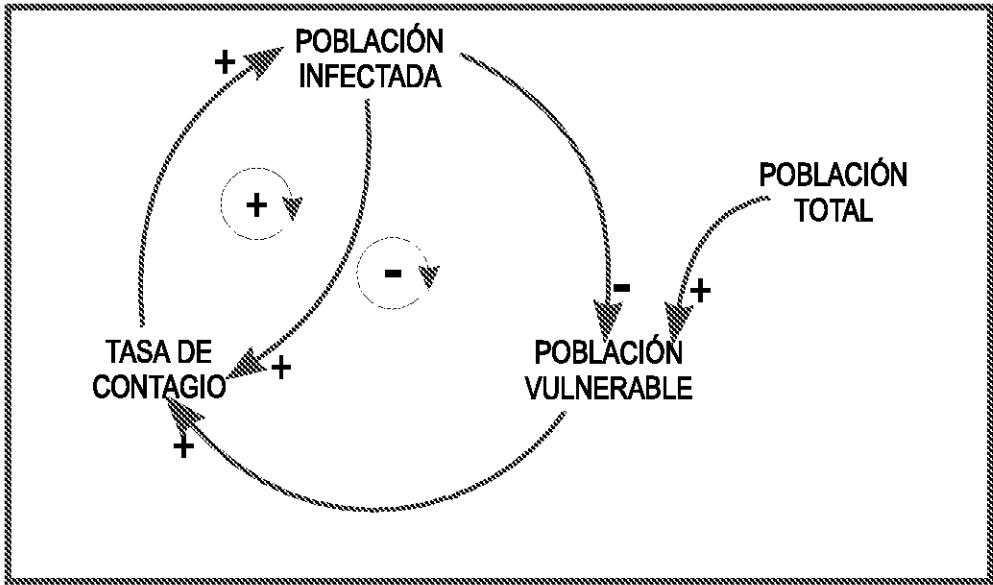 POBLACIÓN
INFECTADA
+
POBLACIÓN
TOTAL
+
-
-
+
TASA DE
CONTAGIO
+
+
POBLACIÓN
VULNERABLE